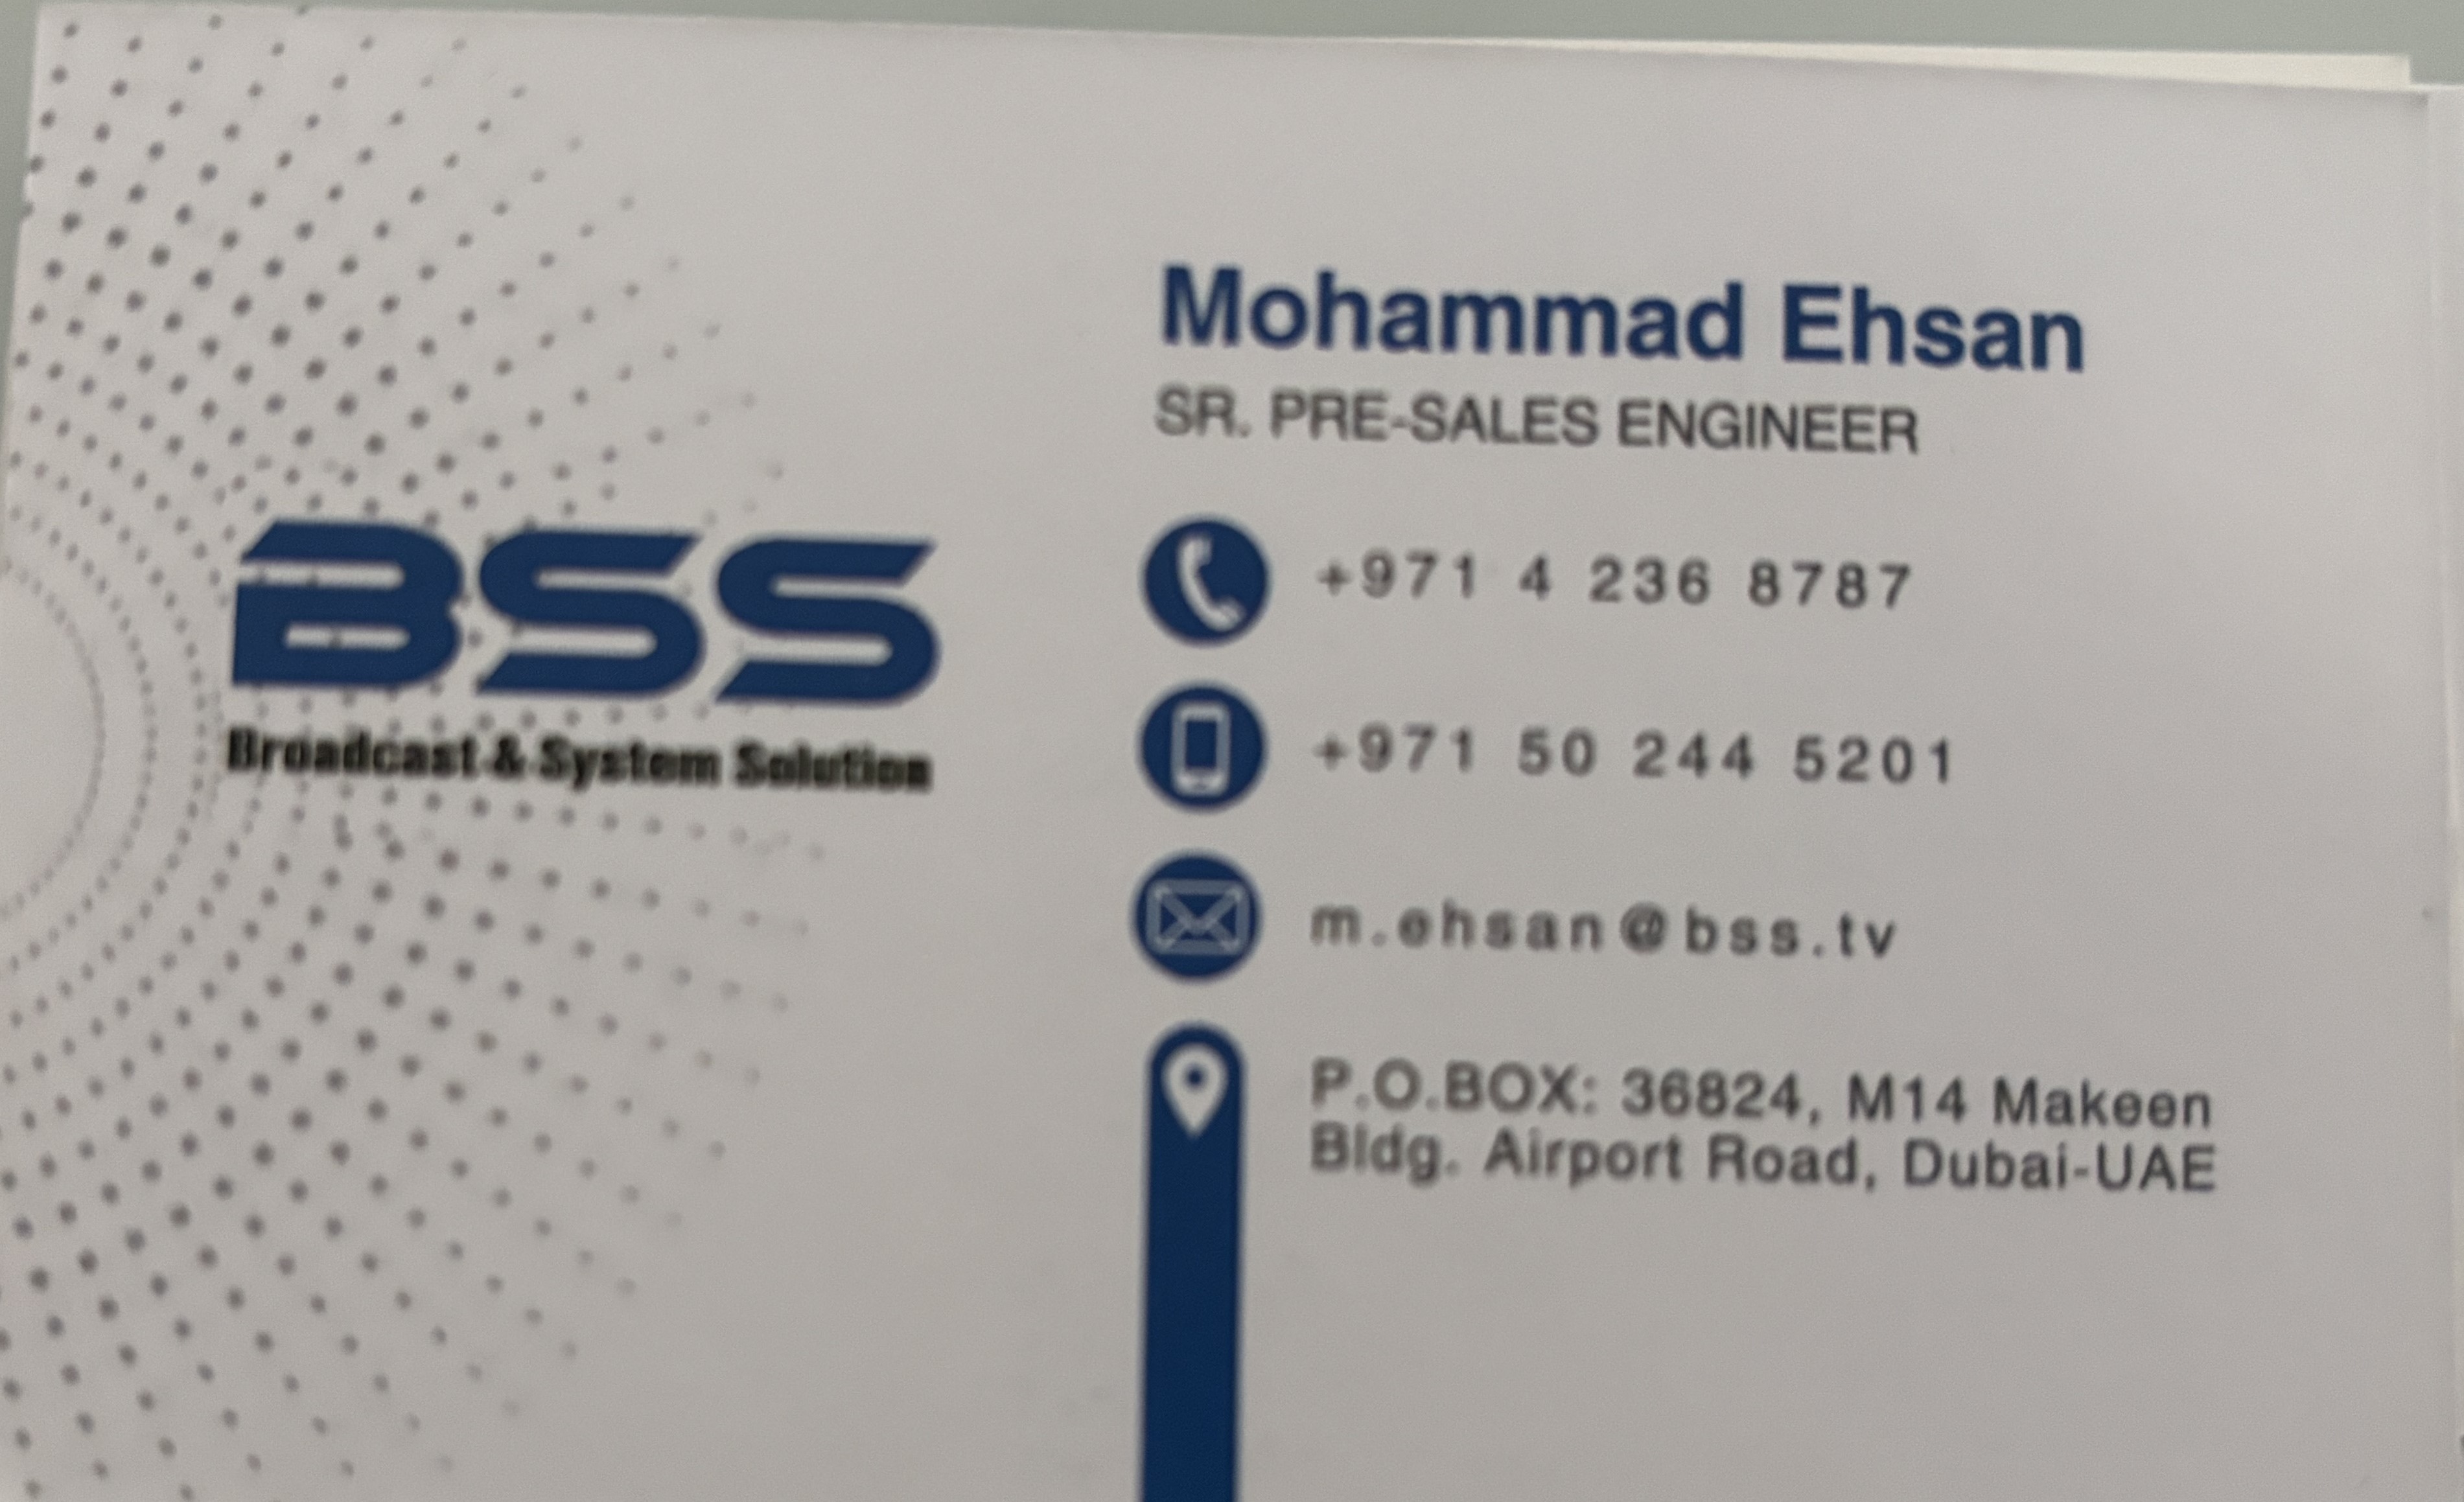 Mohammad Ehsan
SR. PRE-SALES ENGINEER
BSS
Broadcast & System Solution
+971 4 236 8787
+971 50 244 5201
m.ehsan@bss.tv
P.O.BOX: 36824, M14 Makeen
Bldg. Airport Road, Dubai-UAE